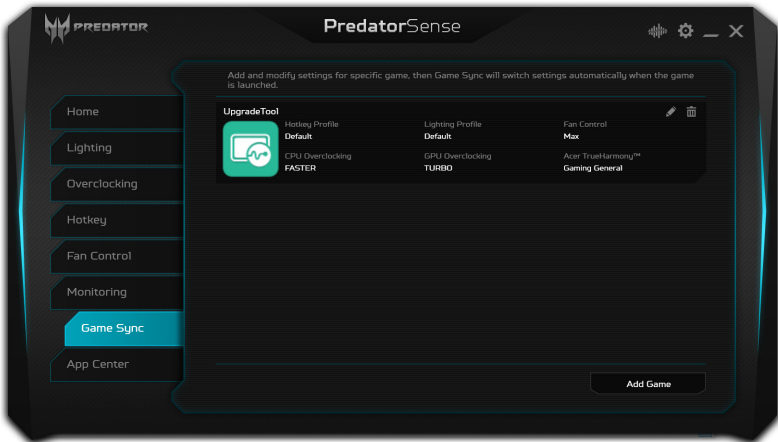 PREDATOR
PredatorSense
Add and modify settings for specific game, then Game Sync will switch settings automatically when the game
is launched.
Home
Lighting
Overclocking
Hotkey
Fan Control
Monitoring
Game Sync
App Center
UpgradeTool
Hotkey Profile Lighting Profile Fan Control
Default Default Max
CPU Overclocking GPU Overclocking Acer TrueHarmony™
FASTER TURBO Gaming General
Add Game